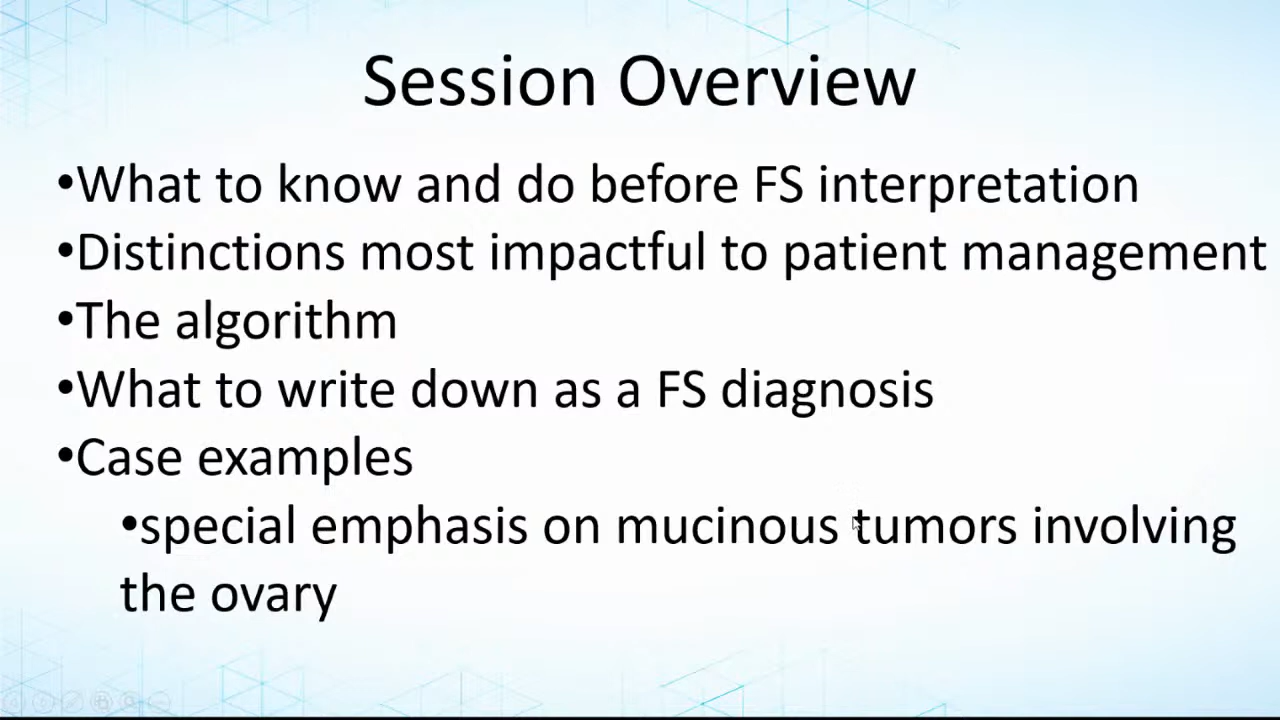 Session Overview
•What to know and do before FS interpretation
•Distinctions most impactful to patient management
•The algorithm
•What to write down as a FS diagnosis
•Case examples
•special emphasis on mucinous tumors involving
the ovary